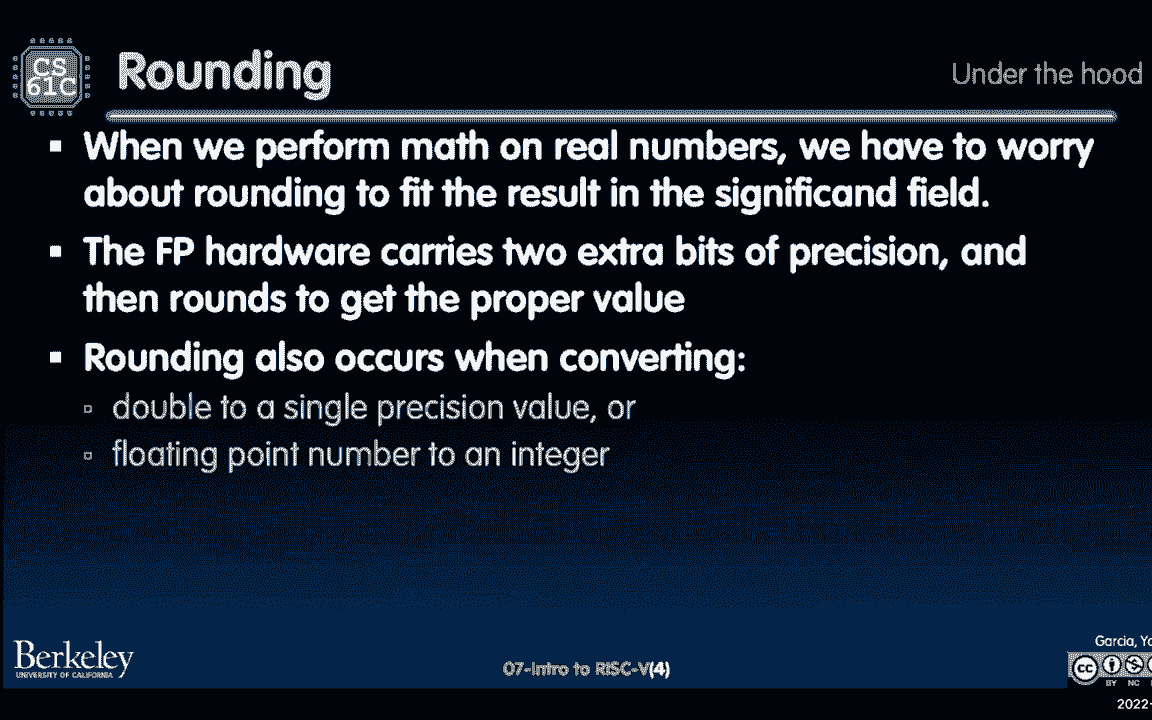 CS
61C
Rounding
Under the hood
▪ When we perform math on real numbers, we have to worry
about rounding to fit the result in the significand field.
▪ The FP hardware carries two extra bits of precision, and
then rounds to get the proper value
▪ Rounding also occurs when converting:
▫ double to a single precision value, or
▫ floating point number to an integer
Berkeley
UNIVERSITY OF CALIFORNIA
07-Intro to RISC-V(4)
Garcia,
cc
BY NC
2022-